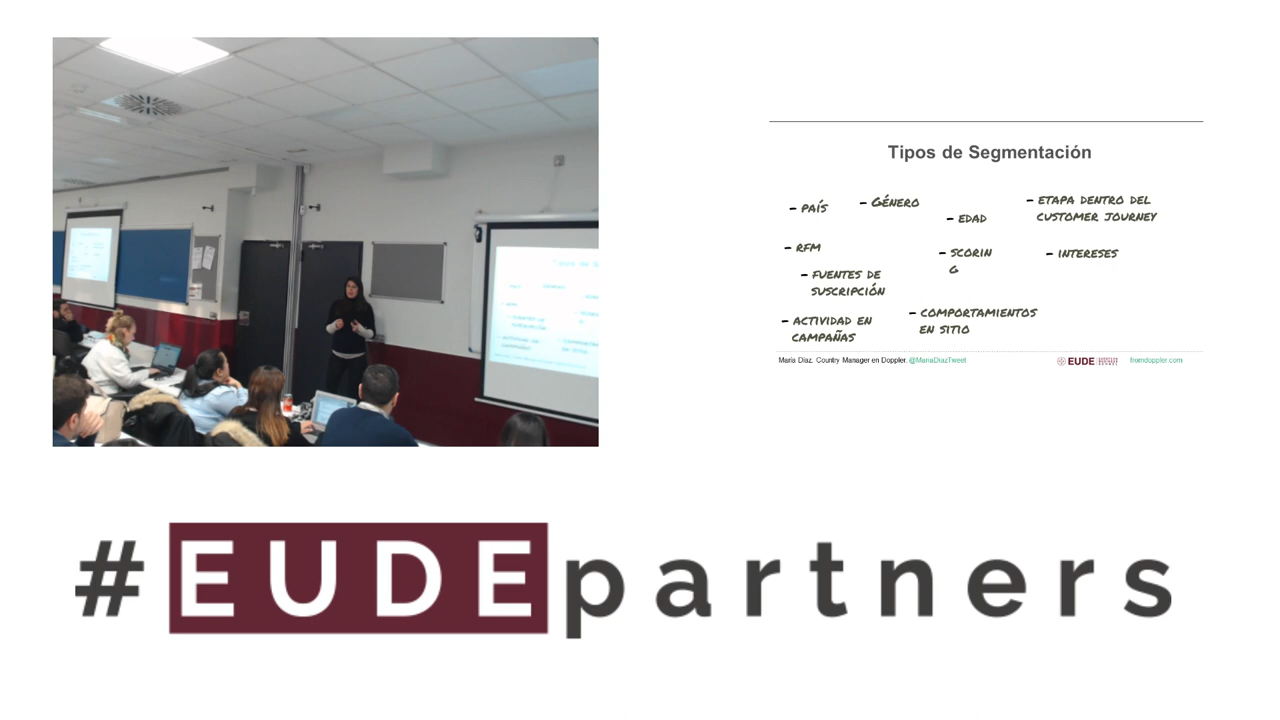 Tipos de Segmentación
- PAÍS
- GÉNERO
- EDAD
- ETAPA DENTRO DEL
CUSTOMER JOURNEY
- RFM
- SCORIN
G
- INTERESES
- FUENTES DE
SUSCRIPCIÓN
- ACTIVIDAD EN
CAMPAÑAS
- COMPORTAMIENTOS
EN SITIO
María Díaz. Country Manager en Doppler. @MariaDiazTweet
EUDE
fromdoppler.com
#EUDEpartners